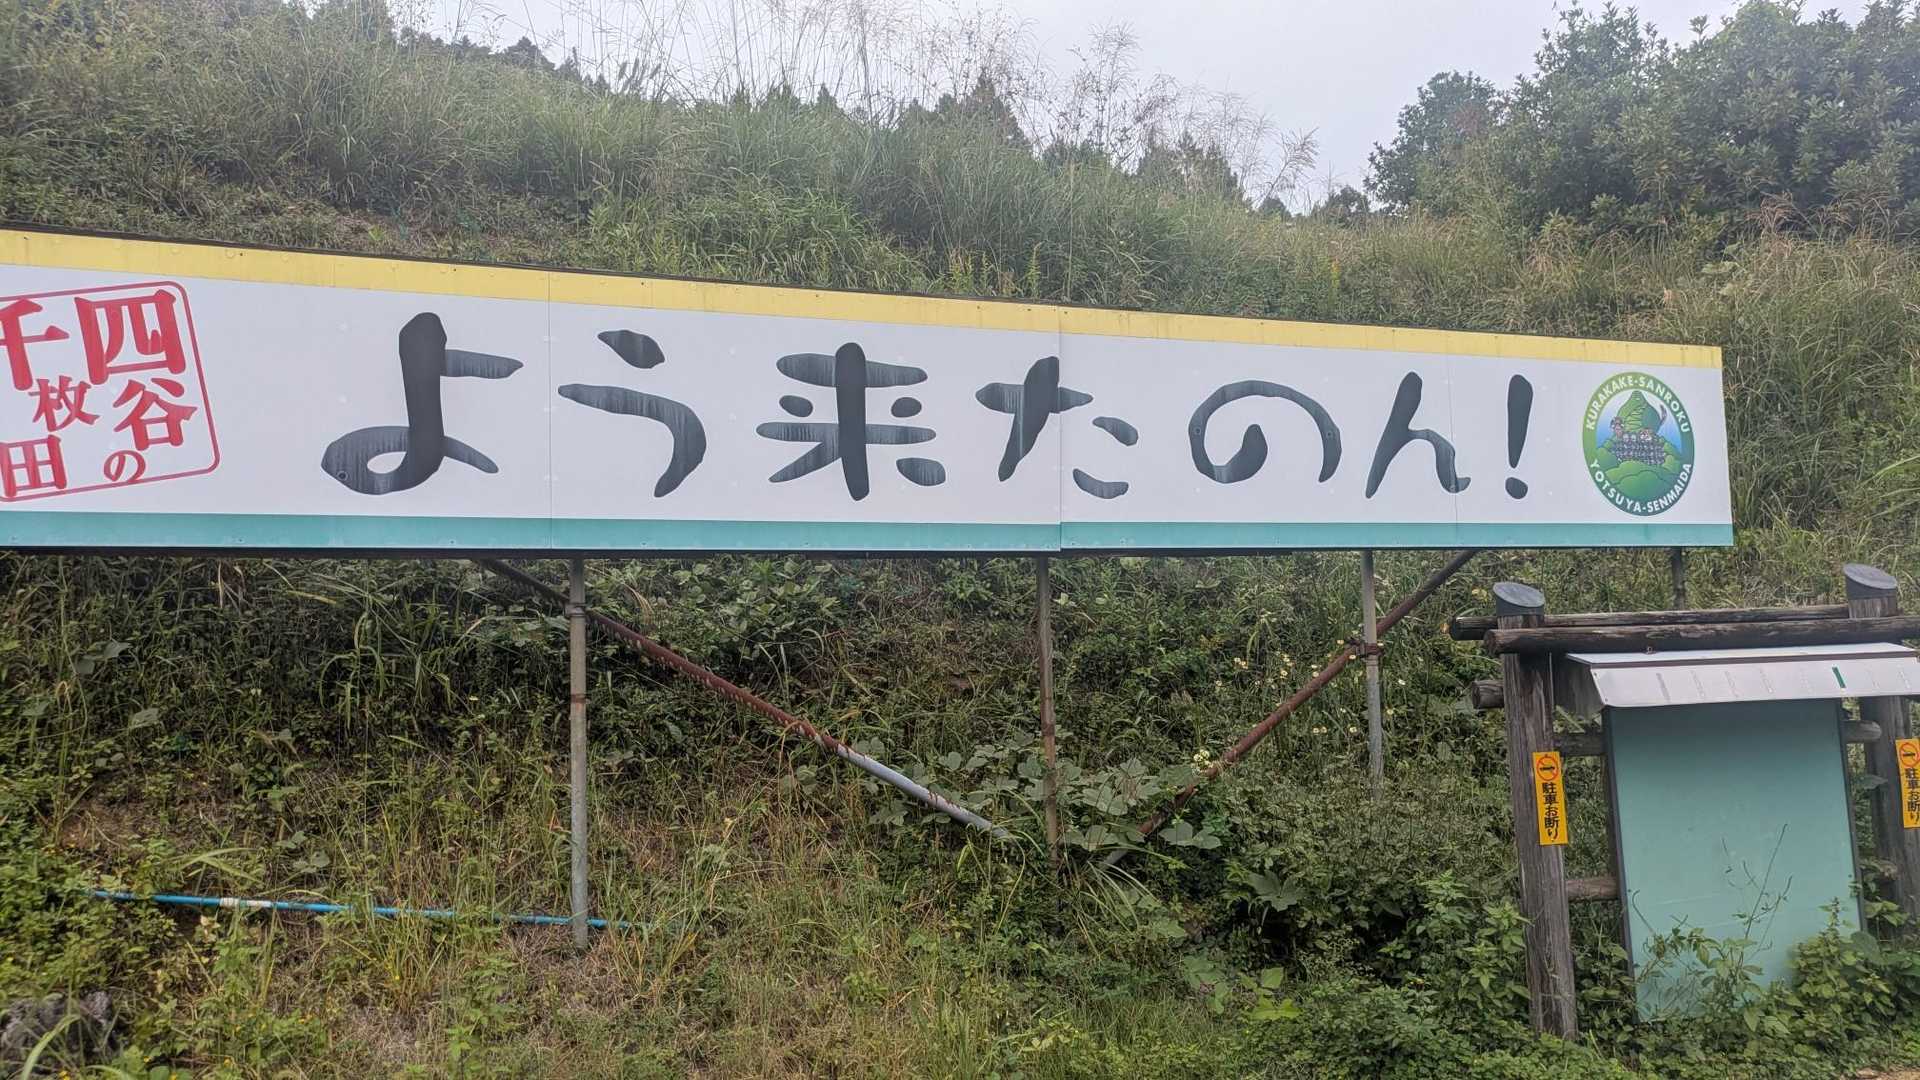 四谷の
千枚田
よう来たのん!
KURAKAKE-SANROKU
YOTSUYA-SENMAIDA
駐車お断り
駐車お断り